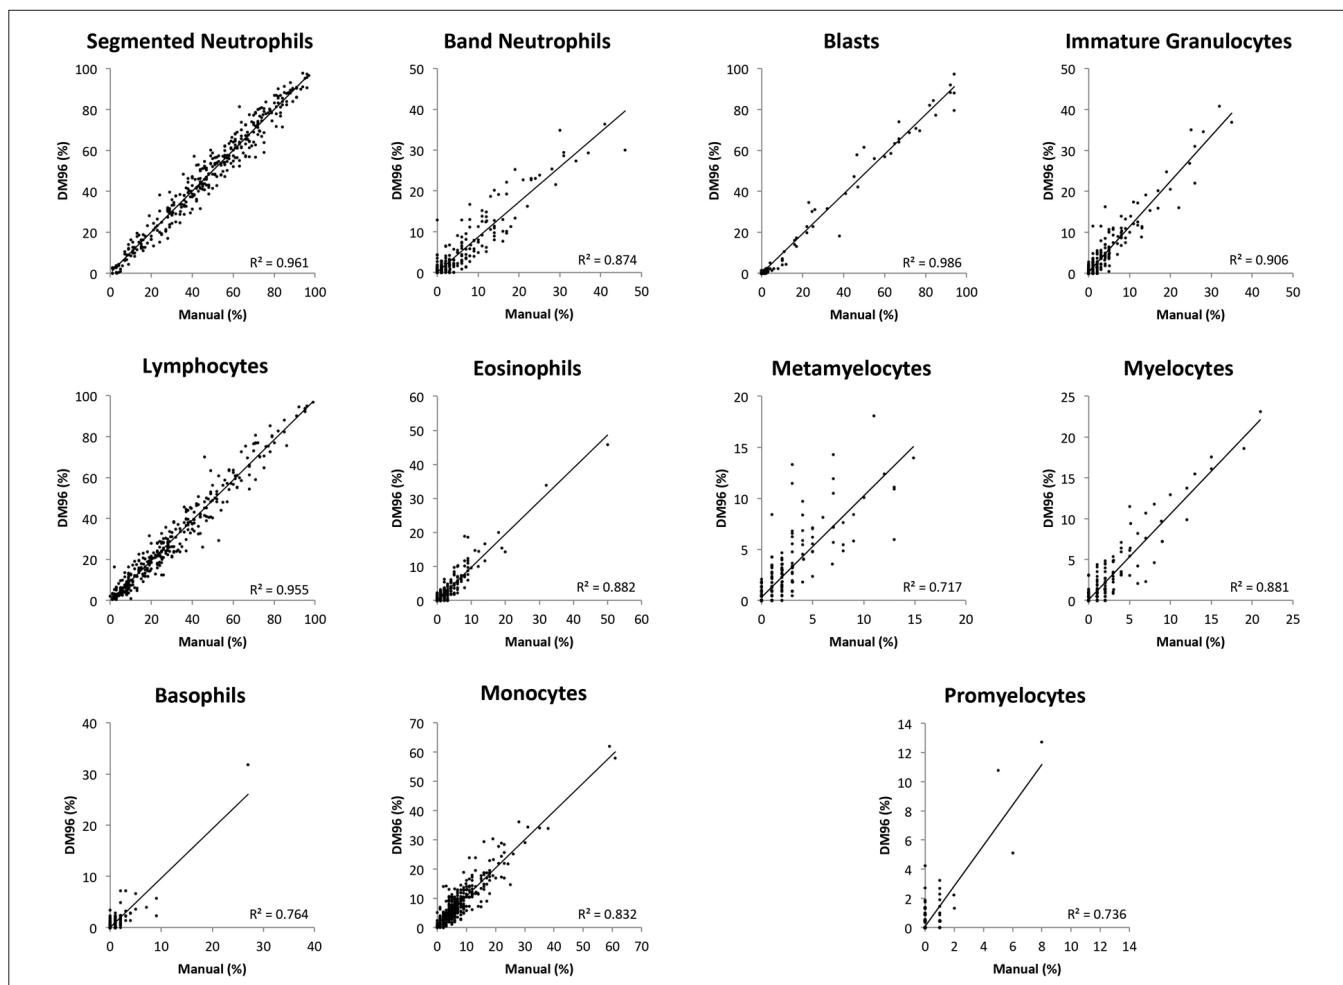 Segmented Neutrophils
100
80
60
40
20
0
DM96 (%)
R² = 0.961
0 20 40 60 80 100
Manual (%)
Band Neutrophils
50
40
30
20
10
0
DM96 (%)
R² = 0.874
0 10 20 30 40 50
Manual (%)
Blasts
100
80
60
40
20
0
DM96 (%)
R² = 0.986
0 20 40 60 80 100
Manual (%)
Immature Granulocytes
50
40
30
20
10
0
DM96 (%)
R² = 0.906
0 10 20 30 40 50
Manual (%)
Lymphocytes
100
80
60
40
20
0
DM96 (%)
R² = 0.955
0 20 40 60 80 100
Manual (%)
Eosinophils
60
50
40
30
20
10
0
DM96 (%)
R² = 0.882
0 10 20 30 40 50 60
Manual (%)
Metamyelocytes
20
15
10
5
0
DM96 (%)
R² = 0.717
0 5 10 15 20
Manual (%)
Myelocytes
25
20
15
10
5
0
DM96 (%)
R² = 0.881
0 5 10 15 20 25
Manual (%)
Basophils
40
30
20
10
0
DM96 (%)
R² = 0.764
0 10 20 30 40
Manual (%)
Monocytes
70
60
50
40
30
20
10
0
DM96 (%)
R² = 0.832
0 10 20 30 40 50 60 70
Manual (%)
Promyelocytes
14
12
10
8
6
4
2
0
DM96 (%)
R² = 0.736
0 2 4 6 8 10 12 14
Manual (%)